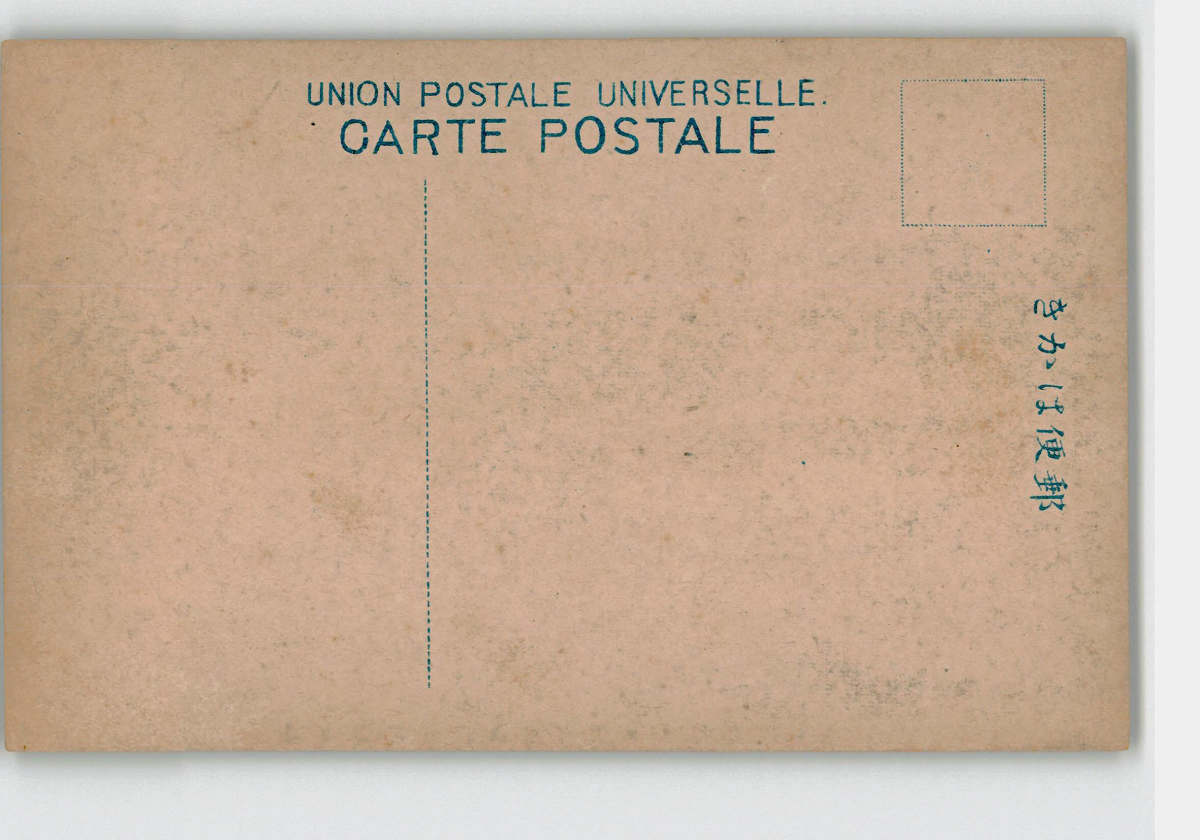 UNION POSTALE UNIVERSELLE.
CARTE POSTALE
きかは便郵